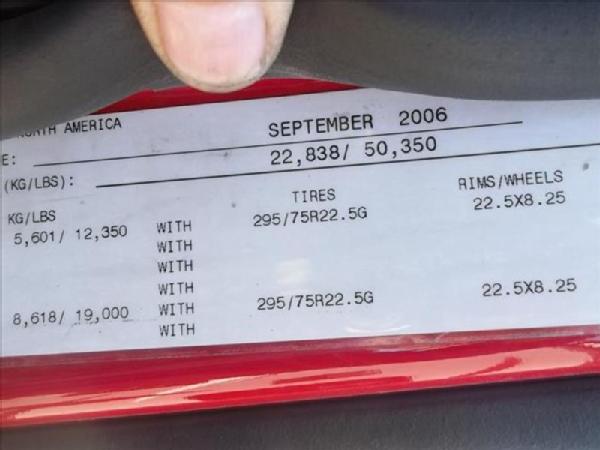 NORTH AMERICA
SEPTEMBER 2006
E: 22,838/ 50,350
(KG/LBS):
KG/LBS TIRES RIMS/WHEELS
5,601/ 12,350 WITH 295/75R22.5G 22.5X8.25
WITH
WITH
WITH
8,618/ 19,000 WITH 295/75R22.5G 22.5X8.25
WITH